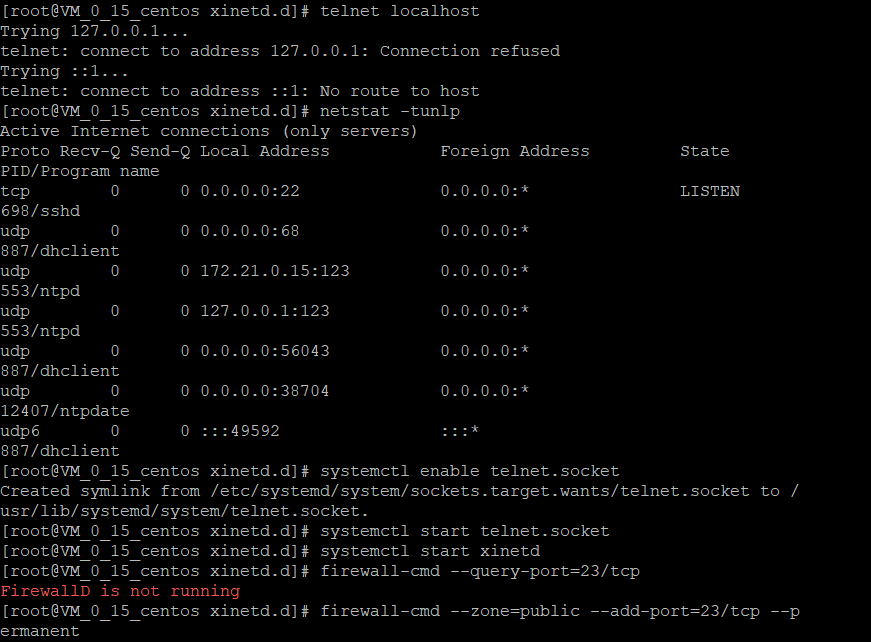 [root@VM_0_15_centos xinetd.d]# telnet localhost
Trying 127.0.0.1...
telnet: connect to address 127.0.0.1: Connection refused
Trying ::1...
telnet: connect to address ::1: No route to host
[root@VM_0_15_centos xinetd.d]# netstat -tunlp
Active Internet connections (only servers)
Proto Recv-Q Send-Q Local Address           Foreign Address         State
PID/Program name
tcp        0      0 0.0.0.0:22              0.0.0.0:*               LISTEN
698/sshd
udp        0      0 0.0.0.0:68              0.0.0.0:*
887/dhclient
udp        0      0 172.21.0.15:123         0.0.0.0:*
553/ntpd
udp        0      0 127.0.0.1:123           0.0.0.0:*
553/ntpd
udp        0      0 0.0.0.0:56043           0.0.0.0:*
887/dhclient
udp        0      0 0.0.0.0:38704           0.0.0.0:*
12407/ntpdate
udp6       0      0 :::49592                :::*
887/dhclient
[root@VM_0_15_centos xinetd.d]# systemctl enable telnet.socket
Created symlink from /etc/systemd/system/sockets.target.wants/telnet.socket to /
usr/lib/systemd/system/telnet.socket.
[root@VM_0_15_centos xinetd.d]# systemctl start telnet.socket
[root@VM_0_15_centos xinetd.d]# systemctl start xinetd
[root@VM_0_15_centos xinetd.d]# firewall-cmd --query-port=23/tcp
FirewallD is not running
[root@VM_0_15_centos xinetd.d]# firewall-cmd --zone=public --add-port=23/tcp --p
ermanent